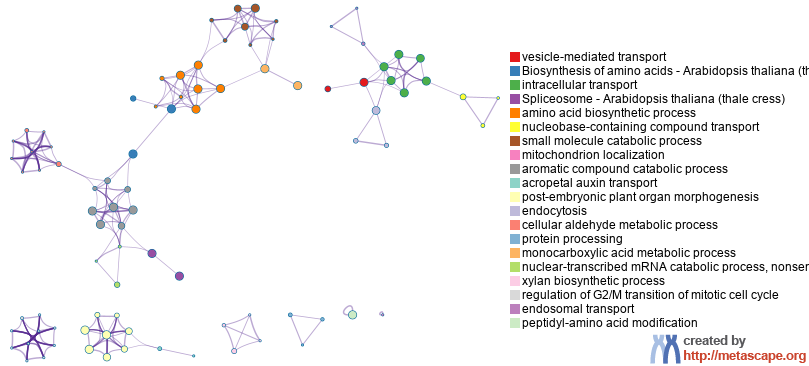 vesicle-mediated transport
Biosynthesis of amino acids - Arabidopsis thaliana (th
intracellular transport
Spliceosome - Arabidopsis thaliana (thale cress)
amino acid biosynthetic process
nucleobase-containing compound transport
small molecule catabolic process
mitochondrion localization
aromatic compound catabolic process
acropetal auxin transport
post-embryonic plant organ morphogenesis
endocytosis
cellular aldehyde metabolic process
protein processing
monocarboxylic acid metabolic process
nuclear-transcribed mRNA catabolic process, nonser
xylan biosynthetic process
regulation of G2/M transition of mitotic cell cycle
endosomal transport
peptidyl-amino acid modification
created by
http://metascape.org